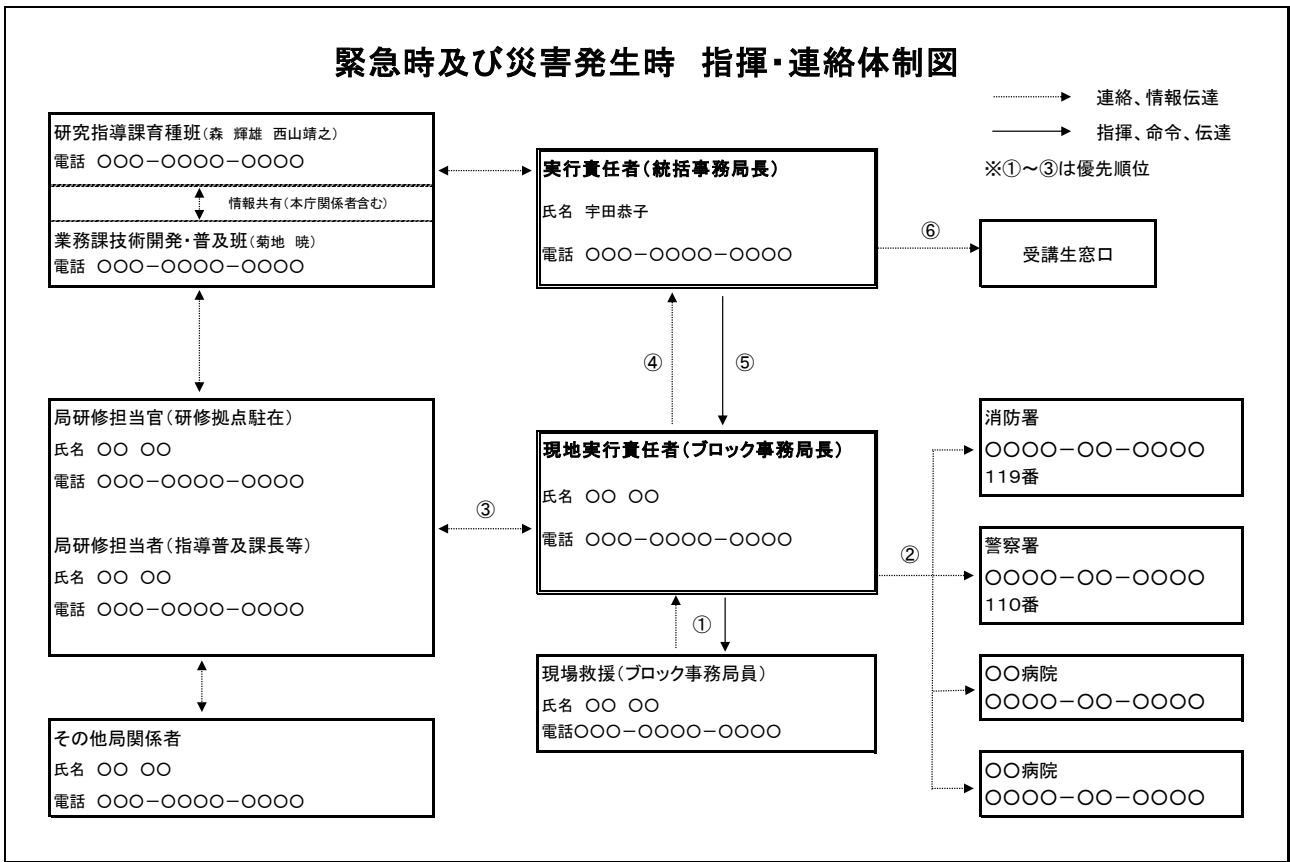 緊急時及び災害発生時　指揮・連絡体制図
連絡、情報伝達
指揮、命令、伝達
※①～③は優先順位
研究指導課育種班(森　輝雄　西山靖之)
電話　○○○－○○○○－○○○○
情報共有(本庁関係者含む)
業務課技術開発・普及班(菊地　暁)
電話　○○○－○○○○－○○○○
実行責任者(統括事務局長)
氏名　宇田恭子
電話　○○○－○○○○－○○○○
⑥
受講生窓口
④
⑤
局研修担当官(研修拠点駐在)
氏名　○○　○○
電話　○○○－○○○○－○○○○
局研修担当者(指導普及課長等)
氏名　○○　○○
電話　○○○－○○○○－○○○○
③
現地実行責任者(ブロック事務局長)
氏名　○○　○○
電話　○○○－○○○○－○○○○
②
消防署
○○○○－○○－○○○○
119番
警察署
○○○○－○○－○○○○
110番
①
現場救援(ブロック事務局員)
氏名　○○　○○
電話○○○－○○○○－○○○○
○○病院
○○○○－○○－○○○○
○○病院
○○○○－○○－○○○○
その他局関係者
氏名　○○　○○
電話　○○○－○○○○－○○○○